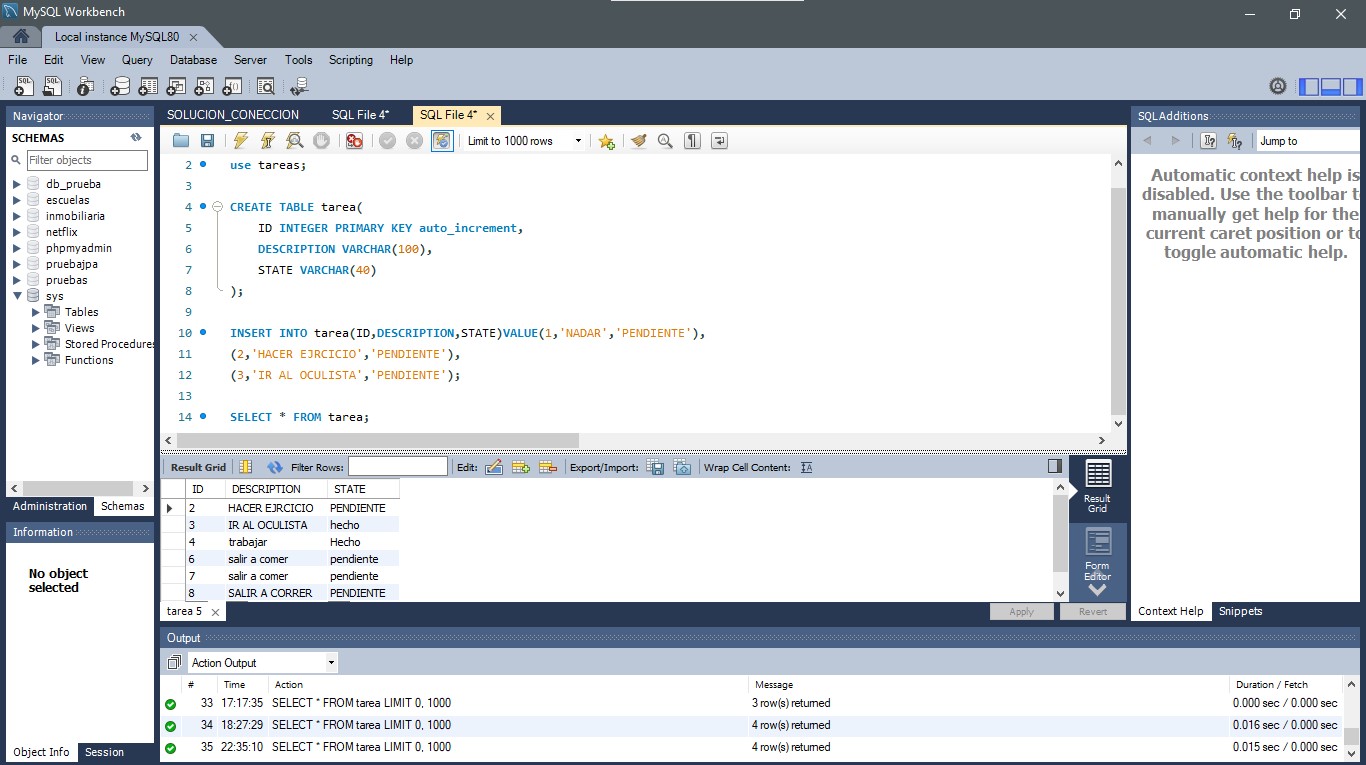 MySQL Workbench
Local instance MySQL80
File Edit View Query Database Server Tools Scripting Help
Navigator
SCHEMAS
Filter objects
db_prueba
escuelas
inmobiliaria
netflix
phpmyadmin
pruebajpa
pruebas
sys
Tables
Views
Stored Procedures
Functions
Administration Schemas
Information
No object
selected
Object Info Session
SOLUCION_CONECCION SQL File 4* SQL File 4*
Limit to 1000 rows
2 use tareas;
3
4 CREATE TABLE tarea(
5 ID INTEGER PRIMARY KEY auto_increment,
6 DESCRIPTION VARCHAR(100),
7 STATE VARCHAR(40)
8 );
9
10 INSERT INTO tarea(ID,DESCRIPTION,STATE)VALUE(1,'NADAR','PENDIENTE'),
11 (2,'HACER EJRCICIO','PENDIENTE'),
12 (3,'IR AL OCULISTA','PENDIENTE');
13
14 SELECT * FROM tarea;
Result Grid Filter Rows: Edit: Export/Import: Wrap Cell Content:
ID DESCRIPTION STATE
2 HACER EJRCICIO PENDIENTE
3 IR AL OCULISTA hecho
4 trabajar Hecho
6 salir a comer pendiente
7 salir a comer pendiente
8 SALIR A CORRER PENDIENTE
Result
Grid
Form
Editor
tarea 5
Apply Revert
SQLAdditions
Jump to
Automatic context help is
disabled. Use the toolbar to
manually get help for the
current caret position or to
toggle automatic help.
Context Help Snippets
Output
Action Output
# Time Action Message Duration / Fetch
33 17:17:35 SELECT * FROM tarea LIMIT 0, 1000 3 row(s) returned 0.000 sec / 0.000 sec
34 18:27:29 SELECT * FROM tarea LIMIT 0, 1000 4 row(s) returned 0.016 sec / 0.000 sec
35 22:35:10 SELECT * FROM tarea LIMIT 0, 1000 4 row(s) returned 0.015 sec / 0.000 sec